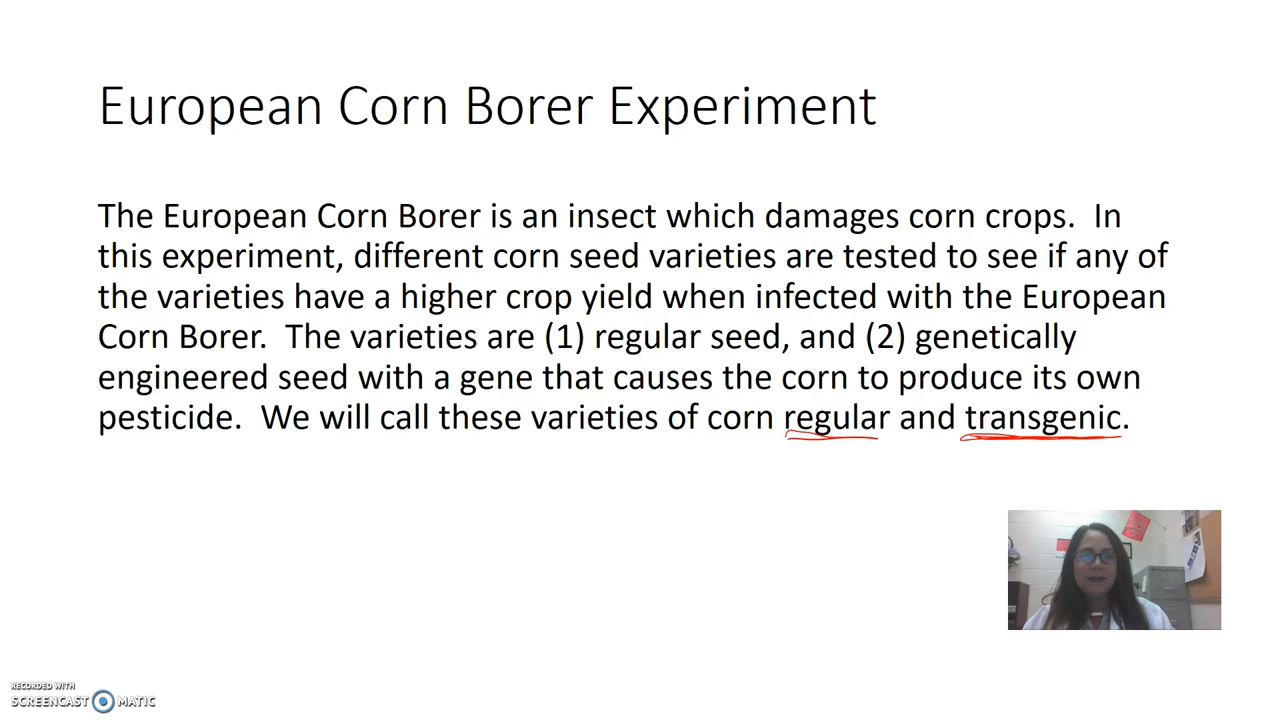 European Corn Borer Experiment
The European Corn Borer is an insect which damages corn crops.  In
this experiment, different corn seed varieties are tested to see if any of
the varieties have a higher crop yield when infected with the European
Corn Borer.  The varieties are (1) regular seed, and (2) genetically
engineered seed with a gene that causes the corn to produce its own
pesticide.  We will call these varieties of corn regular and transgenic.
RECORDED WITH
SCREENCAST MATIC